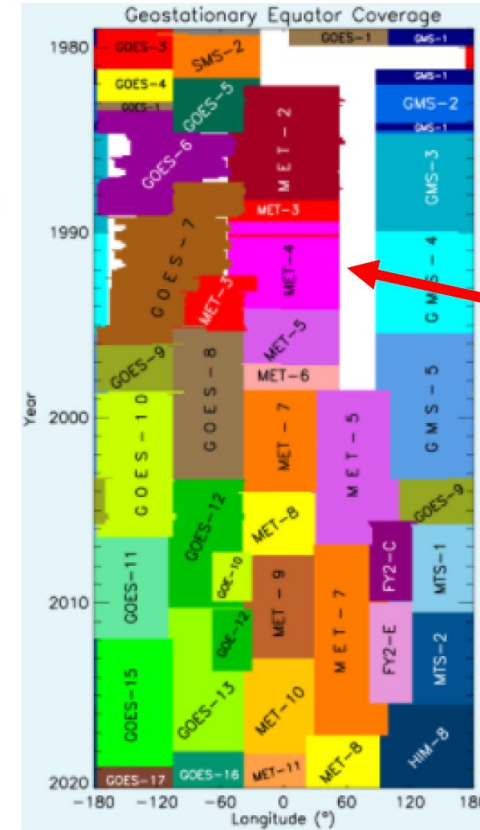 Geostationary Equator Coverage
1980
1990
2000
2010
2020
Year
GOES-3
SMS-2
GOES-1
GMS-1
GOES-4
GOES-1
GOES-5
GMS-1
GMS-2
GMS-1
GOES-6
MET-2
GMS-3
MET-3
GOES-7
MET-4
GMS-4
MET-3
MET-5
GOES-9
GOES-8
MET-6
GMS-5
GOES-10
MET-7
MET-5
GOES-12
MET-8
GOES-9
GOES-11
GOE-10
MET-9
MET-7
FY2-C
MTS-1
GOE-12
FY2-E
MTS-2
GOES-15
GOES-13
MET-10
HIM-8
GOES-17
GOES-16
MET-11
MET-8
-180 -120 -60 0 60 120 180
Longitude (°)